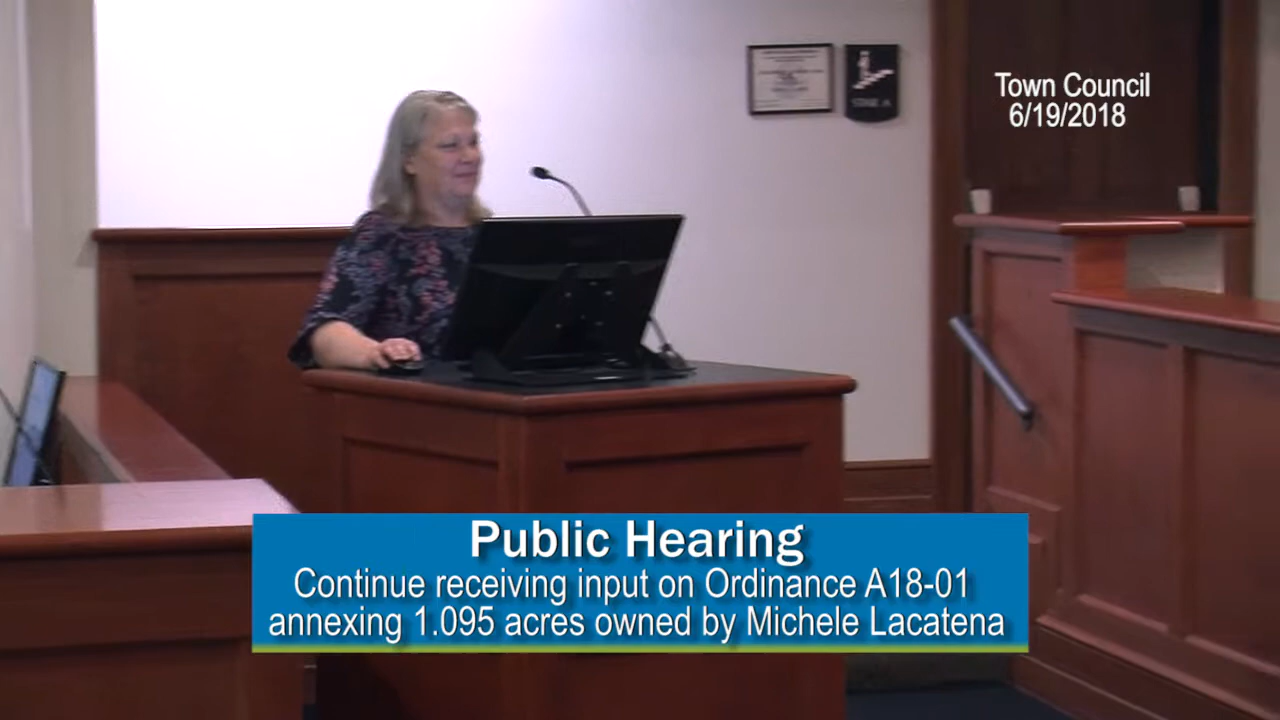 Town Council
6/19/2018
STAIR A
Public Hearing
Continue receiving input on Ordinance A18-01
annexing 1.095 acres owned by Michele Lacatena